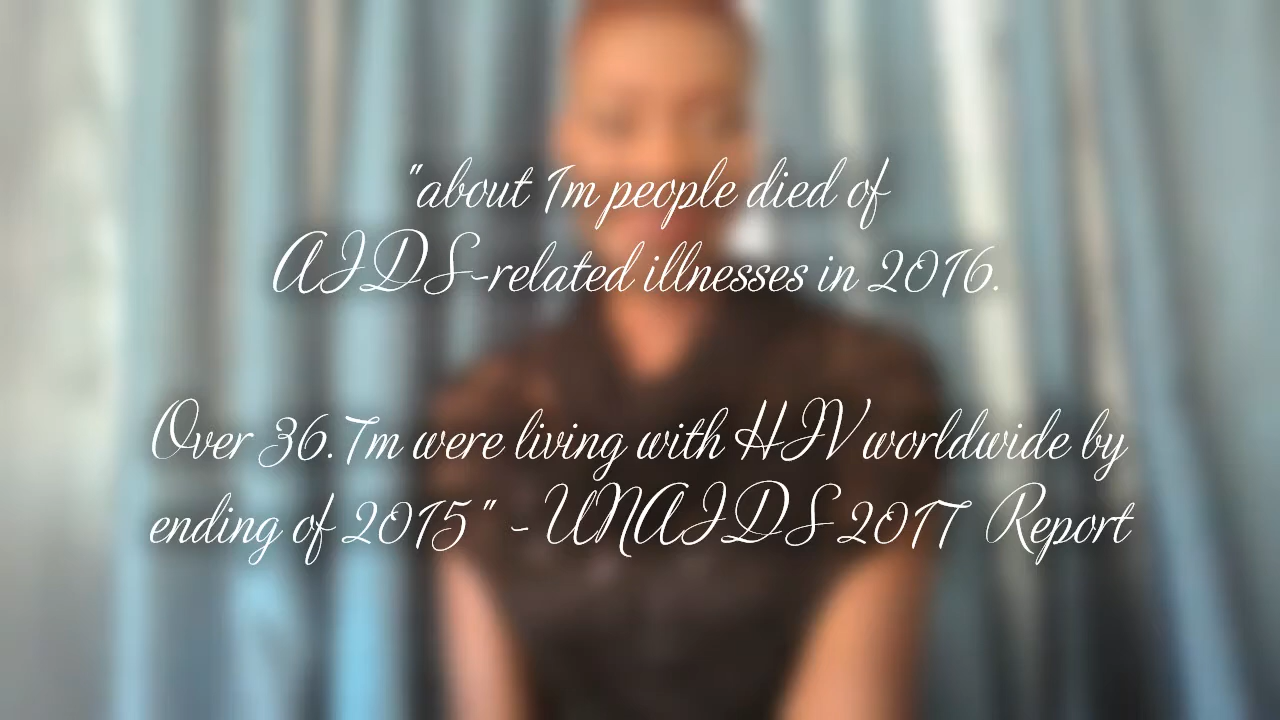 "about 1m people died of
AIDS-related illnesses in 2016.
Over 36.7m were living with HIV worldwide by
ending of 2015" - UNAIDS 2017 Report